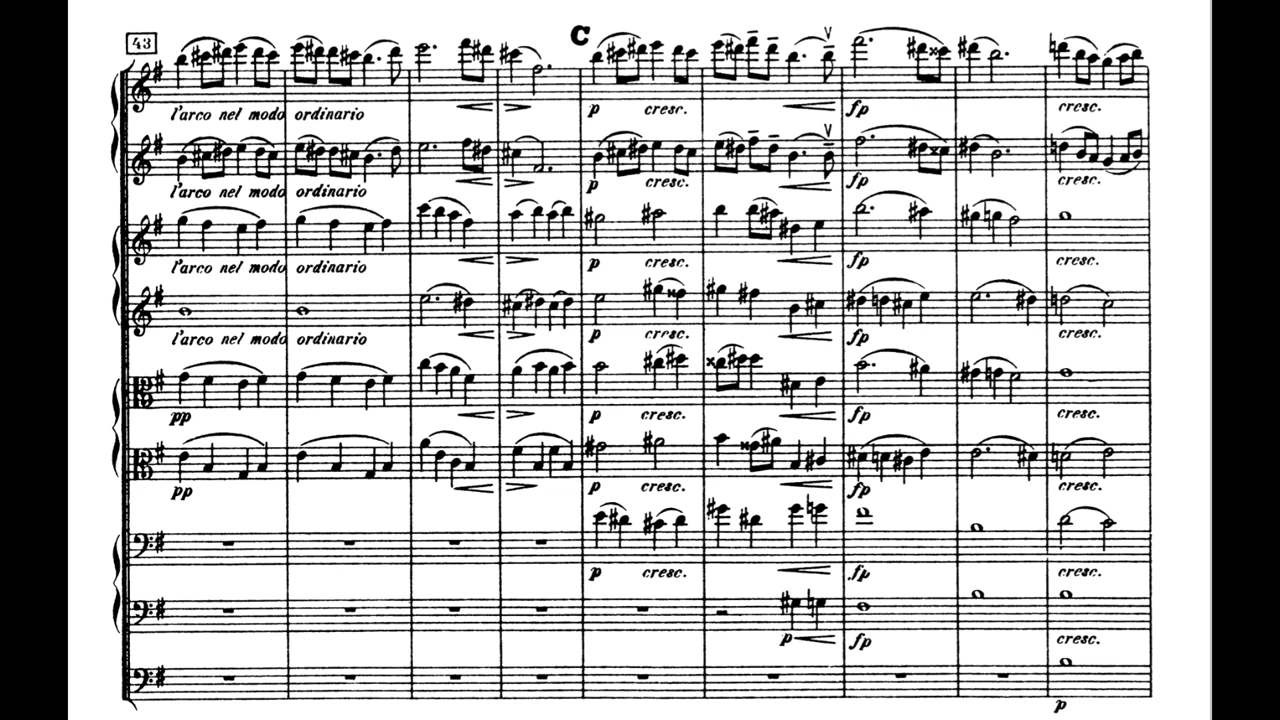 43
C
l'arco nel modo ordinario
p cresc. fp cresc.
l'arco nel modo ordinario
p cresc. fp cresc.
l'arco nel modo ordinario
p cresc. fp cresc.
l'arco nel modo ordinario
p cresc. fp cresc.
pp p cresc. fp cresc.
pp p cresc. fp cresc.
p cresc. fp cresc.
p fp cresc.
p